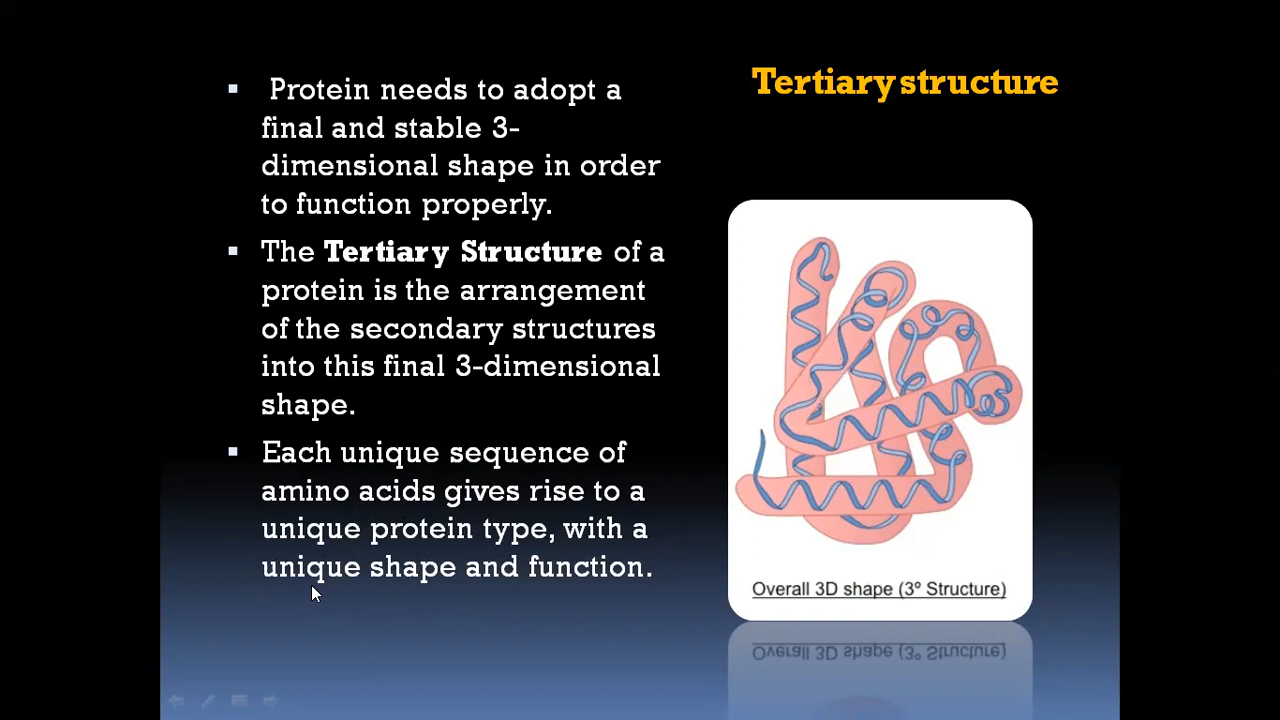 Tertiary structure
▪ Protein needs to adopt a
final and stable 3-
dimensional shape in order
to function properly.
▪ The Tertiary Structure of a
protein is the arrangement
of the secondary structures
into this final 3-dimensional
shape.
▪ Each unique sequence of
amino acids gives rise to a
unique protein type, with a
unique shape and function.
Overall 3D shape (3º Structure)